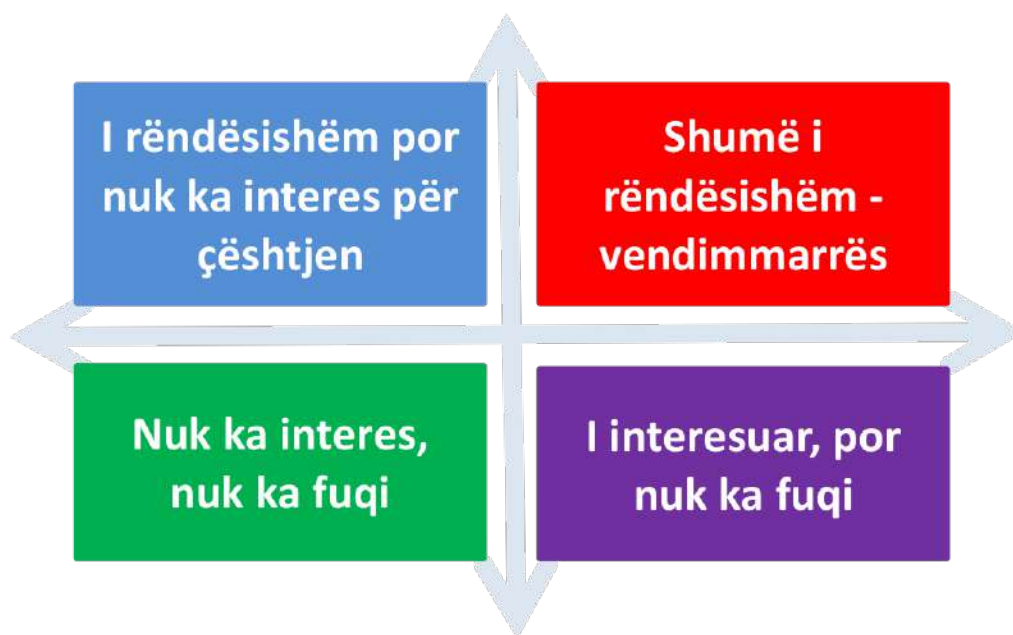 I rëndësishëm por
nuk ka interes për
çështjen
Shumë i
rëndësishëm -
vendimmarrës
Nuk ka interes,
nuk ka fuqi
I interesuar, por
nuk ka fuqi